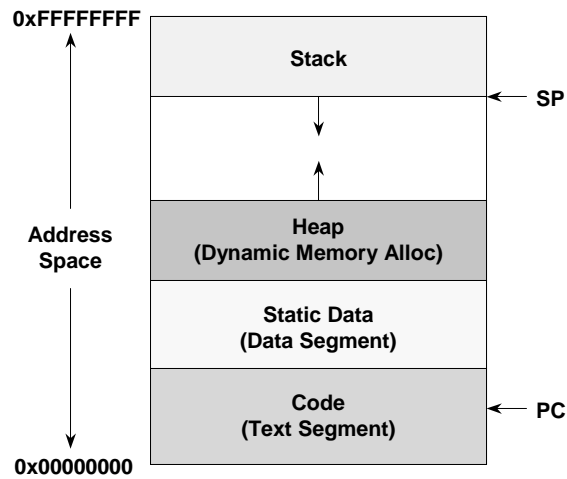 0xFFFFFFFF
Stack
SP
Heap
(Dynamic Memory Alloc)
Address
Space
Static Data
(Data Segment)
Code
(Text Segment)
PC
0x00000000